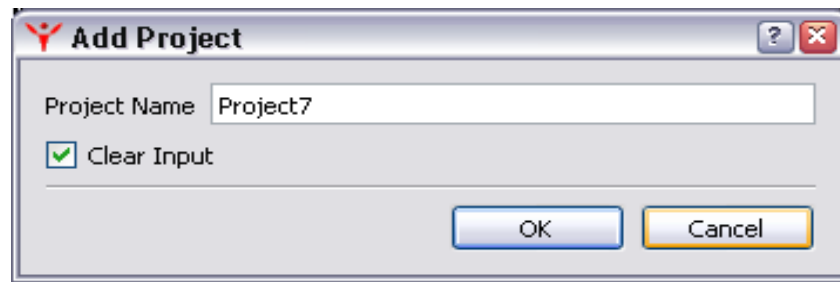 Add Project
Project Name Project7
Clear Input
OK Cancel